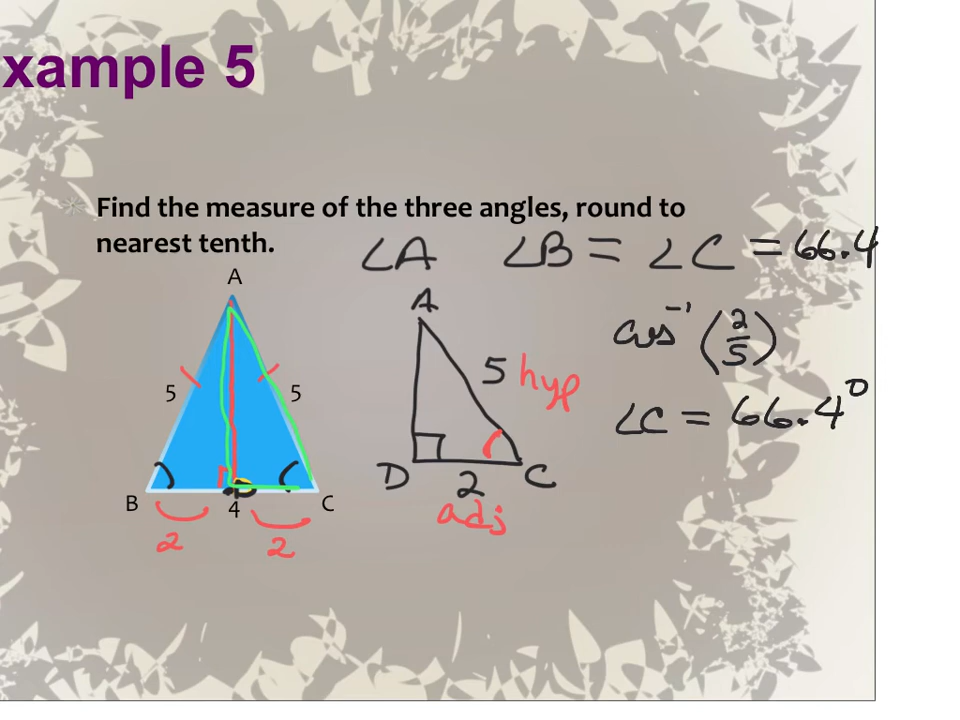 xample 5
Find the measure of the three angles, round to
nearest tenth.
∠A ∠B = ∠C = 66.4
A
A
cos⁻¹ (2/5)
5 5
5 hyp
∠C = 66.4°
B 4 C
D 2 C
D
adj
2 2